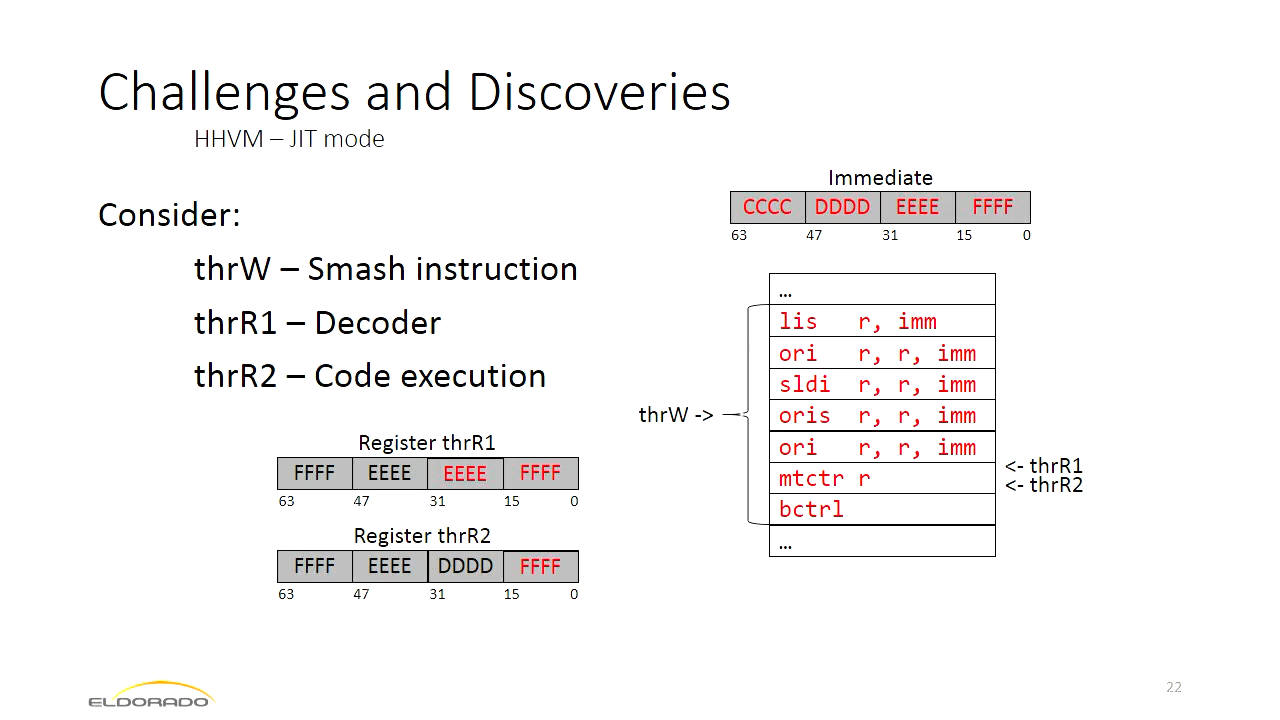 Challenges and Discoveries
HHVM – JIT mode
Consider:
thrW – Smash instruction
thrR1 – Decoder
thrR2 – Code execution
Register thrR1
FFFF EEEE EEEE FFFF
63 47 31 15 0
Register thrR2
FFFF EEEE DDDD FFFF
63 47 31 15 0
Immediate
CCCC DDDD EEEE FFFF
63 47 31 15 0
…
lis r, imm
ori r, r, imm
sldi r, r, imm
thrW ->
oris r, r, imm
ori r, r, imm
<- thrR1
mtctr r
<- thrR2
bctrl
…
ELDORADO
22